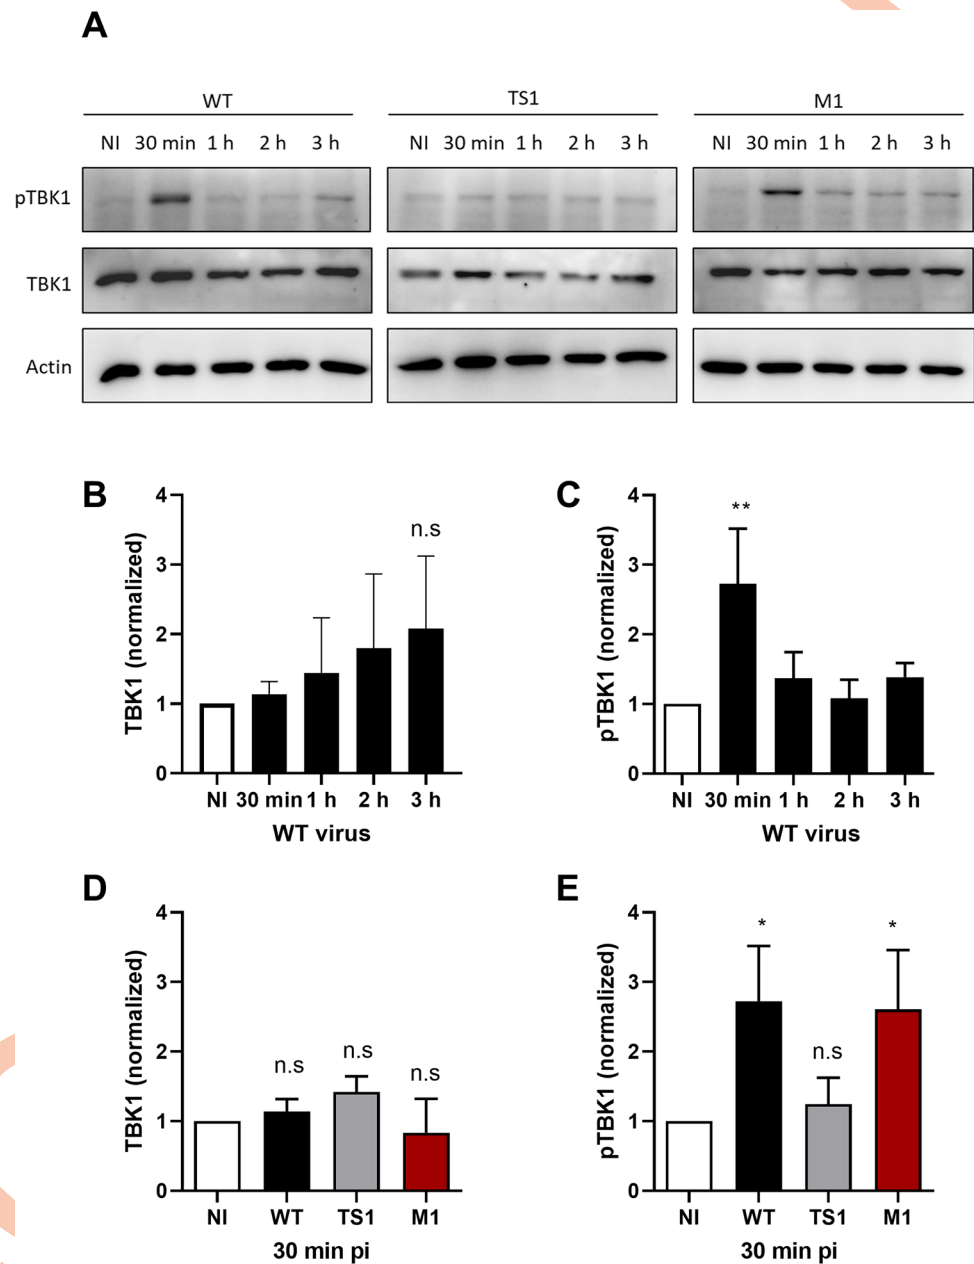 A
WT
TS1
M1
NI 30 min 1 h 2 h 3 h
NI 30 min 1 h 2 h 3 h
NI 30 min 1 h 2 h 3 h
pTBK1
TBK1
Actin
B
TBK1 (normalized)
4
3
2
1
0
n.s
NI 30 min 1 h 2 h 3 h
WT virus
C
pTBK1 (normalized)
4
3
2
1
0
**
NI 30 min 1 h 2 h 3 h
WT virus
D
TBK1 (normalized)
4
3
2
1
0
n.s n.s n.s
NI WT TS1 M1
30 min pi
E
pTBK1 (normalized)
4
3
2
1
0
* n.s *
NI WT TS1 M1
30 min pi